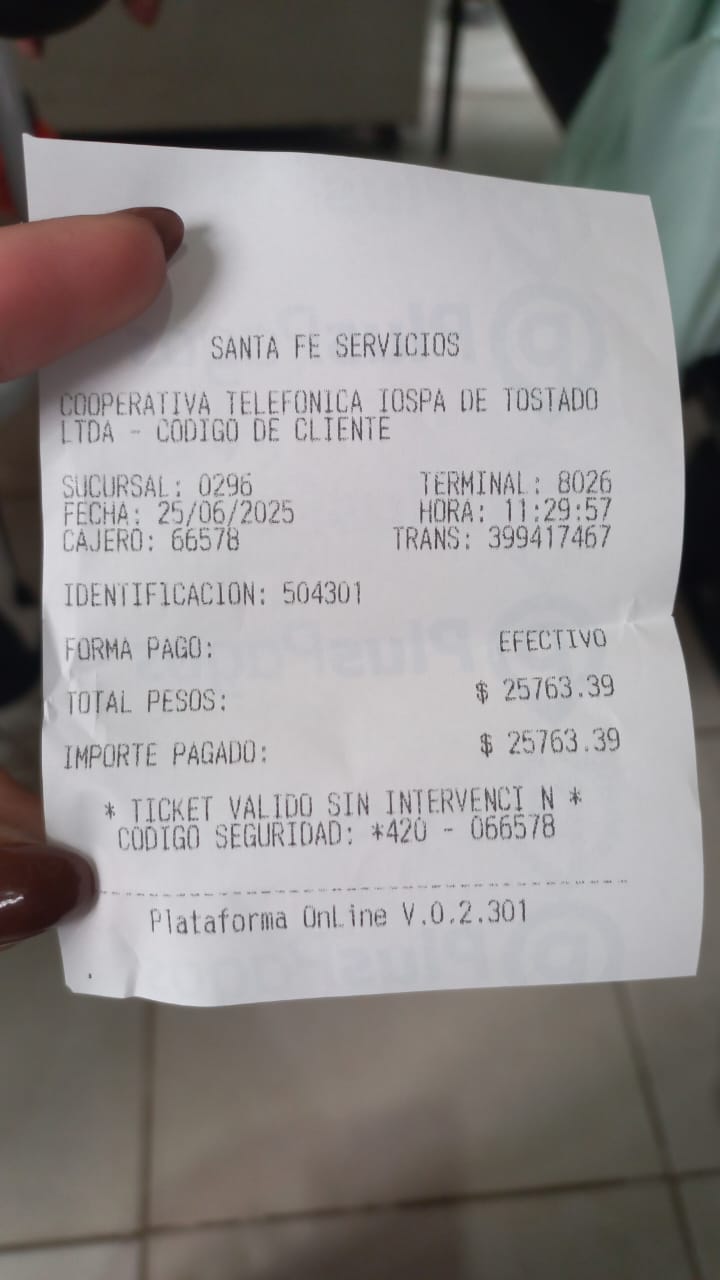 SANTA FE SERVICIOS
COOPERATIVA TELEFONICA IOSPA DE TOSTADO
LTDA - CODIGO DE CLIENTE
SUCURSAL: 0296 TERMINAL: 8026
FECHA: 25/06/2025 HORA: 11:29:57
CAJERO: 66578 TRANS: 399417467
IDENTIFICACION: 504301
FORMA PAGO: EFECTIVO
TOTAL PESOS: $ 25763.39
IMPORTE PAGADO: $ 25763.39
* TICKET VALIDO SIN INTERVENCI N *
CODIGO SEGURIDAD: *420 - 066578
Plataforma OnLine V.0.2.301